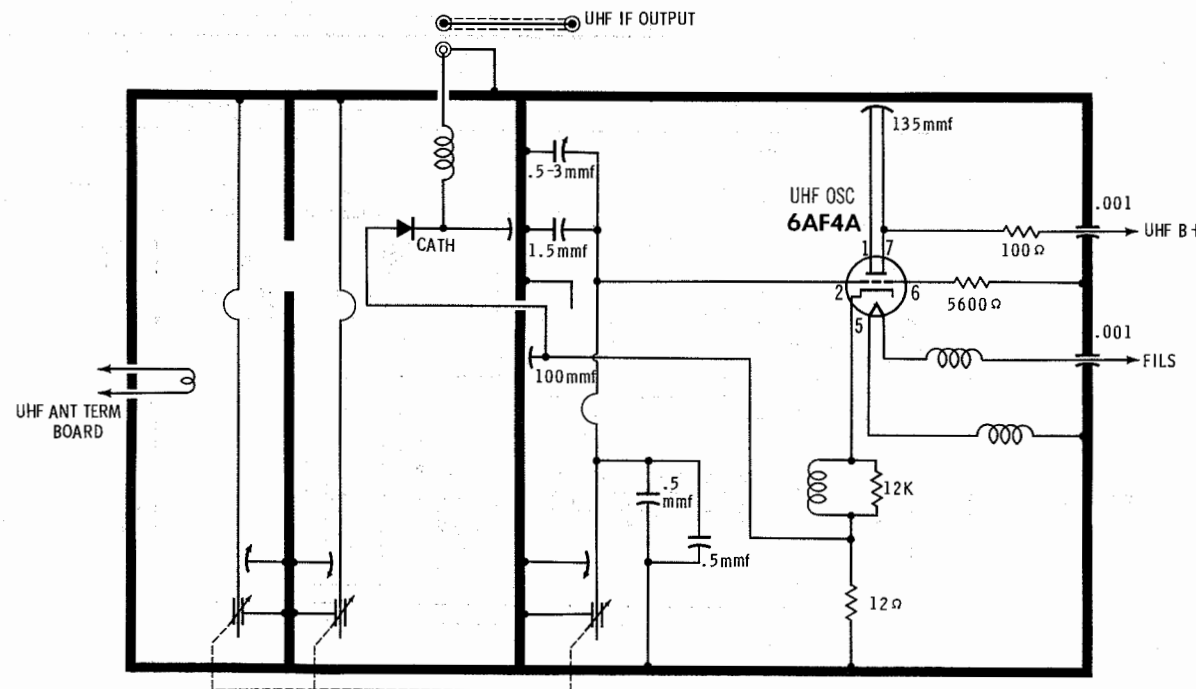 UHF IF OUTPUT
135mmf
.5-3mmf
UHF OSC
6AF4A
.001
UHF B+
100Ω
CATH
1.5mmf
1 7
2
6
5600Ω
5
.001
FILS
100mmf
UHF ANT TERM
BOARD
.5
mmf
12K
.5mmf
12Ω